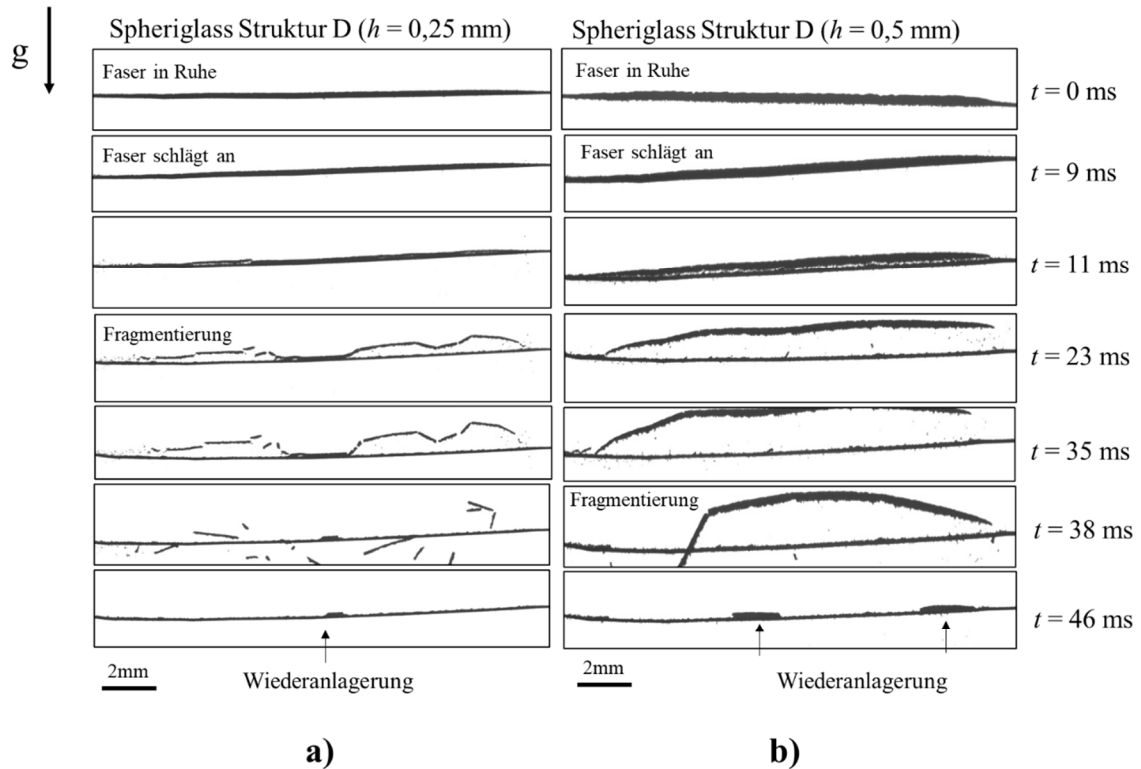 Spheriglass Struktur D (h = 0,25 mm)
Spheriglass Struktur D (h = 0,5 mm)
g
Faser in Ruhe
Faser in Ruhe
t = 0 ms
Faser schlägt an
Faser schlägt an
t = 9 ms
t = 11 ms
Fragmentierung
t = 23 ms
t = 35 ms
Fragmentierung
t = 38 ms
t = 46 ms
2mm
Wiederanlagerung
2mm
Wiederanlagerung
a)
b)